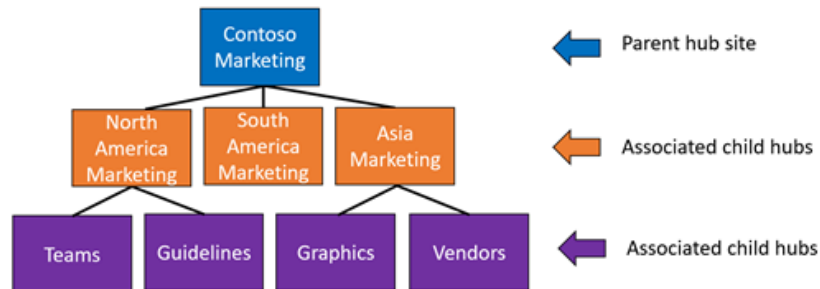 Contoso
Marketing
Parent hub site
North
America
Marketing
South
America
Marketing
Asia
Marketing
Associated child hubs
Teams
Guidelines
Graphics
Vendors
Associated child hubs